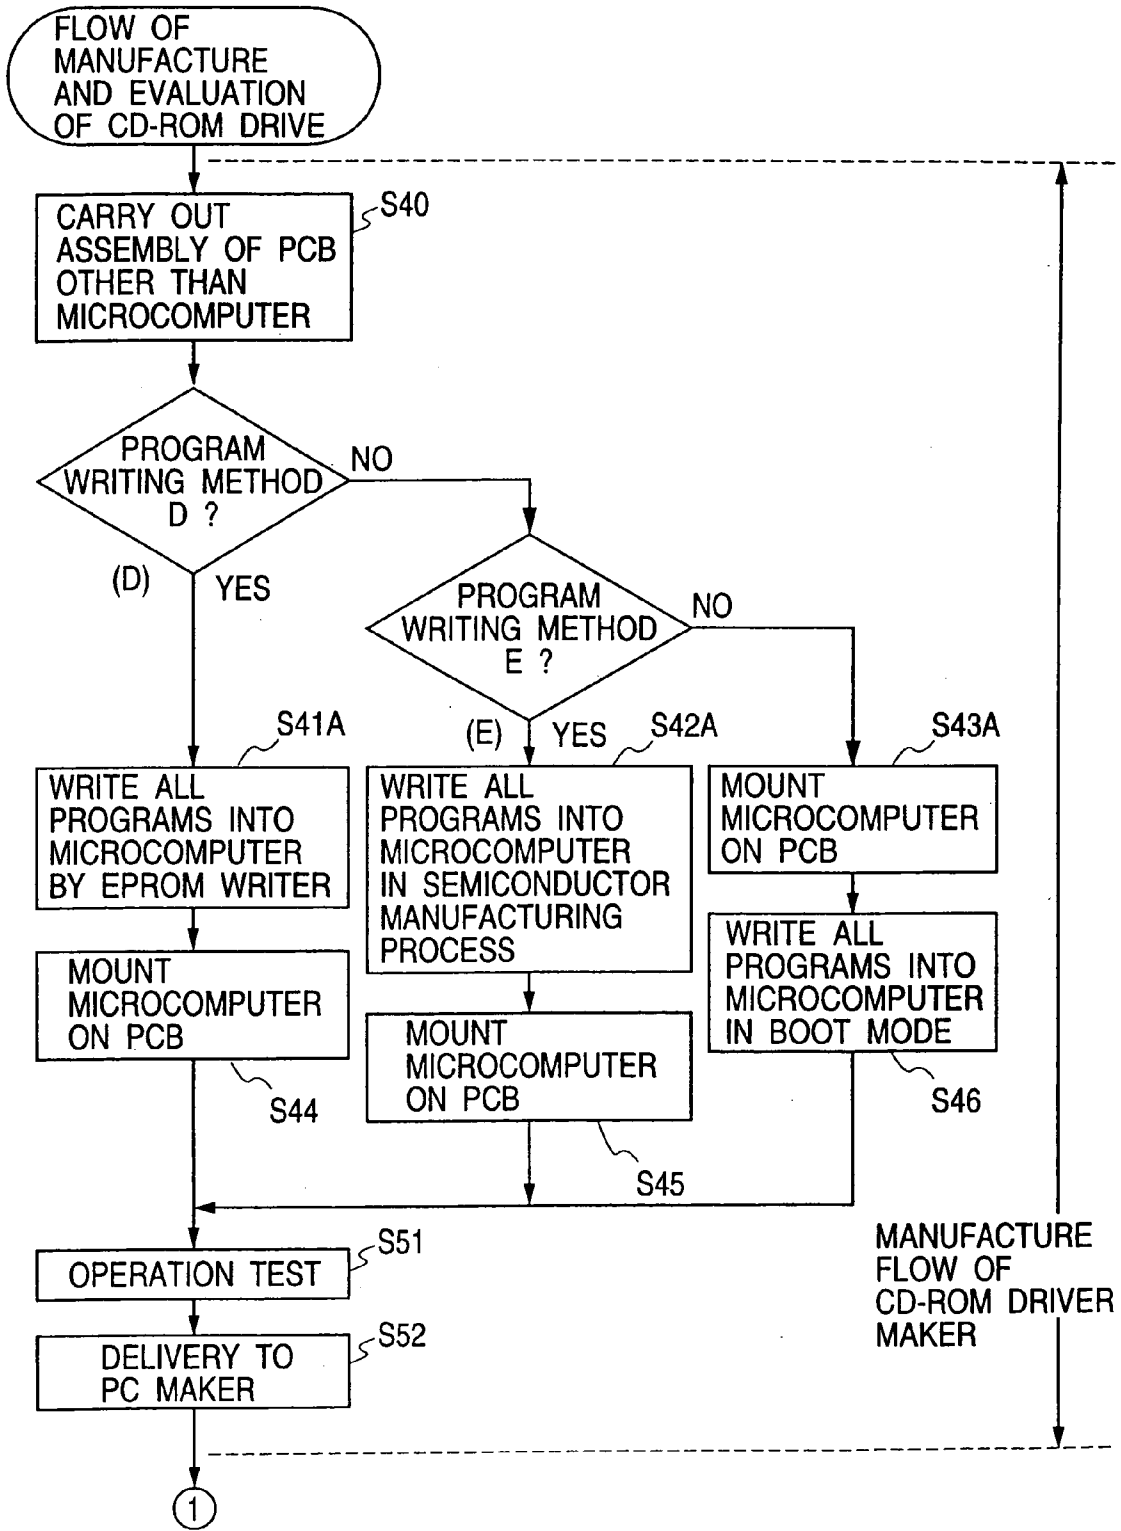 FLOW OF
MANUFACTURE
AND EVALUATION
OF CD-ROM DRIVE
CARRY OUT
ASSEMBLY OF PCB
OTHER THAN
MICROCOMPUTER
S40
PROGRAM
WRITING METHOD
D ?
NO
(D)
YES
PROGRAM
WRITING METHOD
E ?
NO
(E)
YES
S41A
WRITE ALL
PROGRAMS INTO
MICROCOMPUTER
BY EPROM WRITER
S42A
WRITE ALL
PROGRAMS INTO
MICROCOMPUTER
IN SEMICONDUCTOR
MANUFACTURING
PROCESS
S43A
MOUNT
MICROCOMPUTER
ON PCB
MOUNT
MICROCOMPUTER
ON PCB
S44
MOUNT
MICROCOMPUTER
ON PCB
S45
WRITE ALL
PROGRAMS INTO
MICROCOMPUTER
IN BOOT MODE
S46
OPERATION TEST
S51
DELIVERY TO
PC MAKER
S52
MANUFACTURE
FLOW OF
CD-ROM DRIVER
MAKER
1